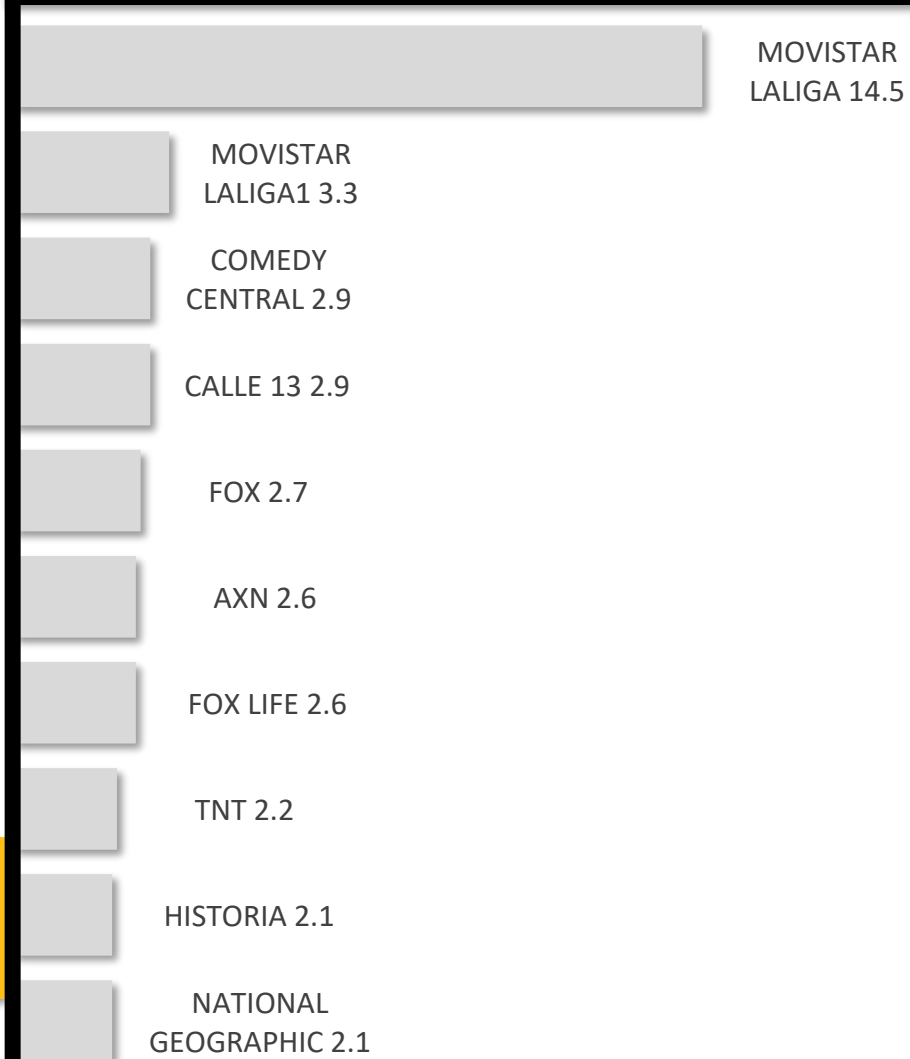 MOVISTAR
LALIGA 14.5
MOVISTAR
LALIGA1 3.3
COMEDY
CENTRAL 2.9
CALLE 13 2.9
FOX 2.7
AXN 2.6
FOX LIFE 2.6
TNT 2.2
HISTORIA 2.1
NATIONAL
GEOGRAPHIC 2.1